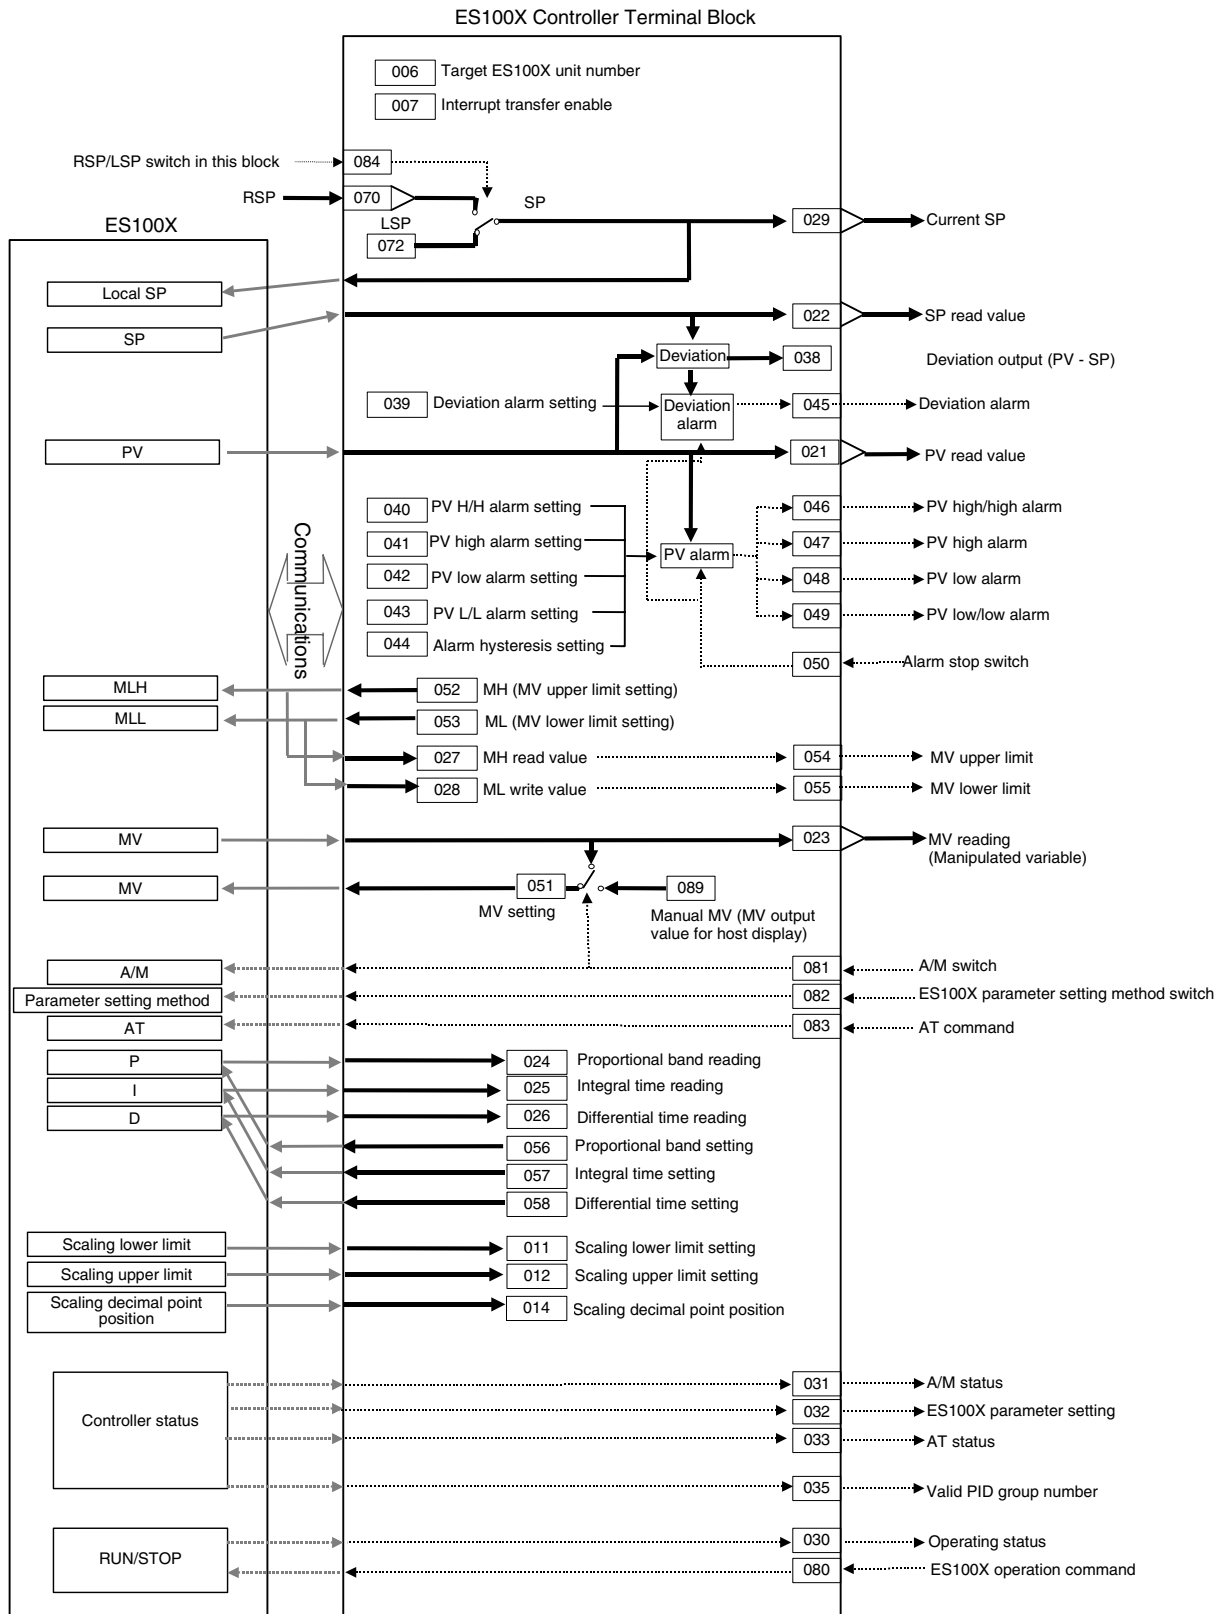 ES100X Controller Terminal Block
006 Target ES100X unit number
007 Interrupt transfer enable
RSP/LSP switch in this block 084
RSP 070
SP
LSP
072
029 Current SP
ES100X
Local SP
SP
022 SP read value
Deviation 038 Deviation output (PV - SP)
039 Deviation alarm setting
Deviation
alarm
045 Deviation alarm
PV
021 PV read value
040 PV H/H alarm setting
041 PV high alarm setting
042 PV low alarm setting
043 PV L/L alarm setting
044 Alarm hysteresis setting
PV alarm
046 PV high/high alarm
047 PV high alarm
048 PV low alarm
049 PV low/low alarm
050 Alarm stop switch
Communications
MLH
052 MH (MV upper limit setting)
MLL
053 ML (MV lower limit setting)
027 MH read value 054 MV upper limit
028 ML write value 055 MV lower limit
MV
023 MV reading
(Manipulated variable)
MV
051
MV setting
089
Manual MV (MV output
value for host display)
A/M
081 A/M switch
Parameter setting method
082 ES100X parameter setting method switch
AT
083 AT command
P
024 Proportional band reading
I
025 Integral time reading
D
026 Differential time reading
056 Proportional band setting
057 Integral time setting
058 Differential time setting
Scaling lower limit
011 Scaling lower limit setting
Scaling upper limit
012 Scaling upper limit setting
Scaling decimal point
position
014 Scaling decimal point position
Controller status
031 A/M status
032 ES100X parameter setting
033 AT status
035 Valid PID group number
RUN/STOP
030 Operating status
080 ES100X operation command